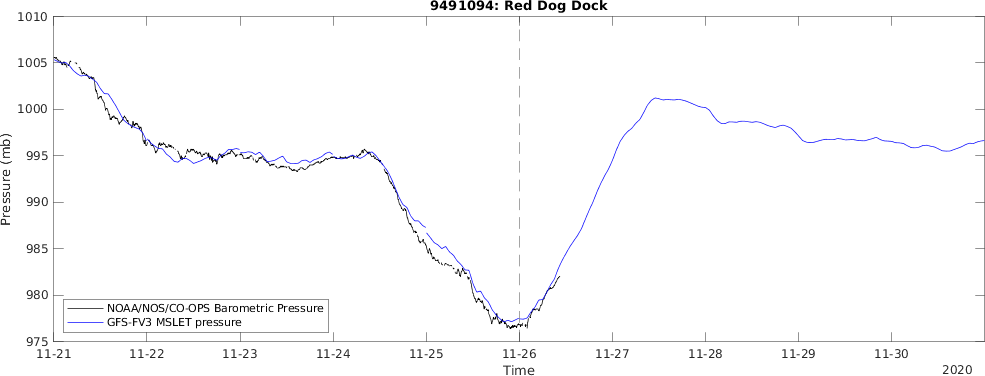 9491094: Red Dog Dock
1010
1005
1000
995
990
985
980
975
Pressure (mb)
NOAA/NOS/CO-OPS Barometric Pressure
GFS-FV3 MSLET pressure
11-21 11-22 11-23 11-24 11-25 11-26 11-27 11-28 11-29 11-30
Time
2020